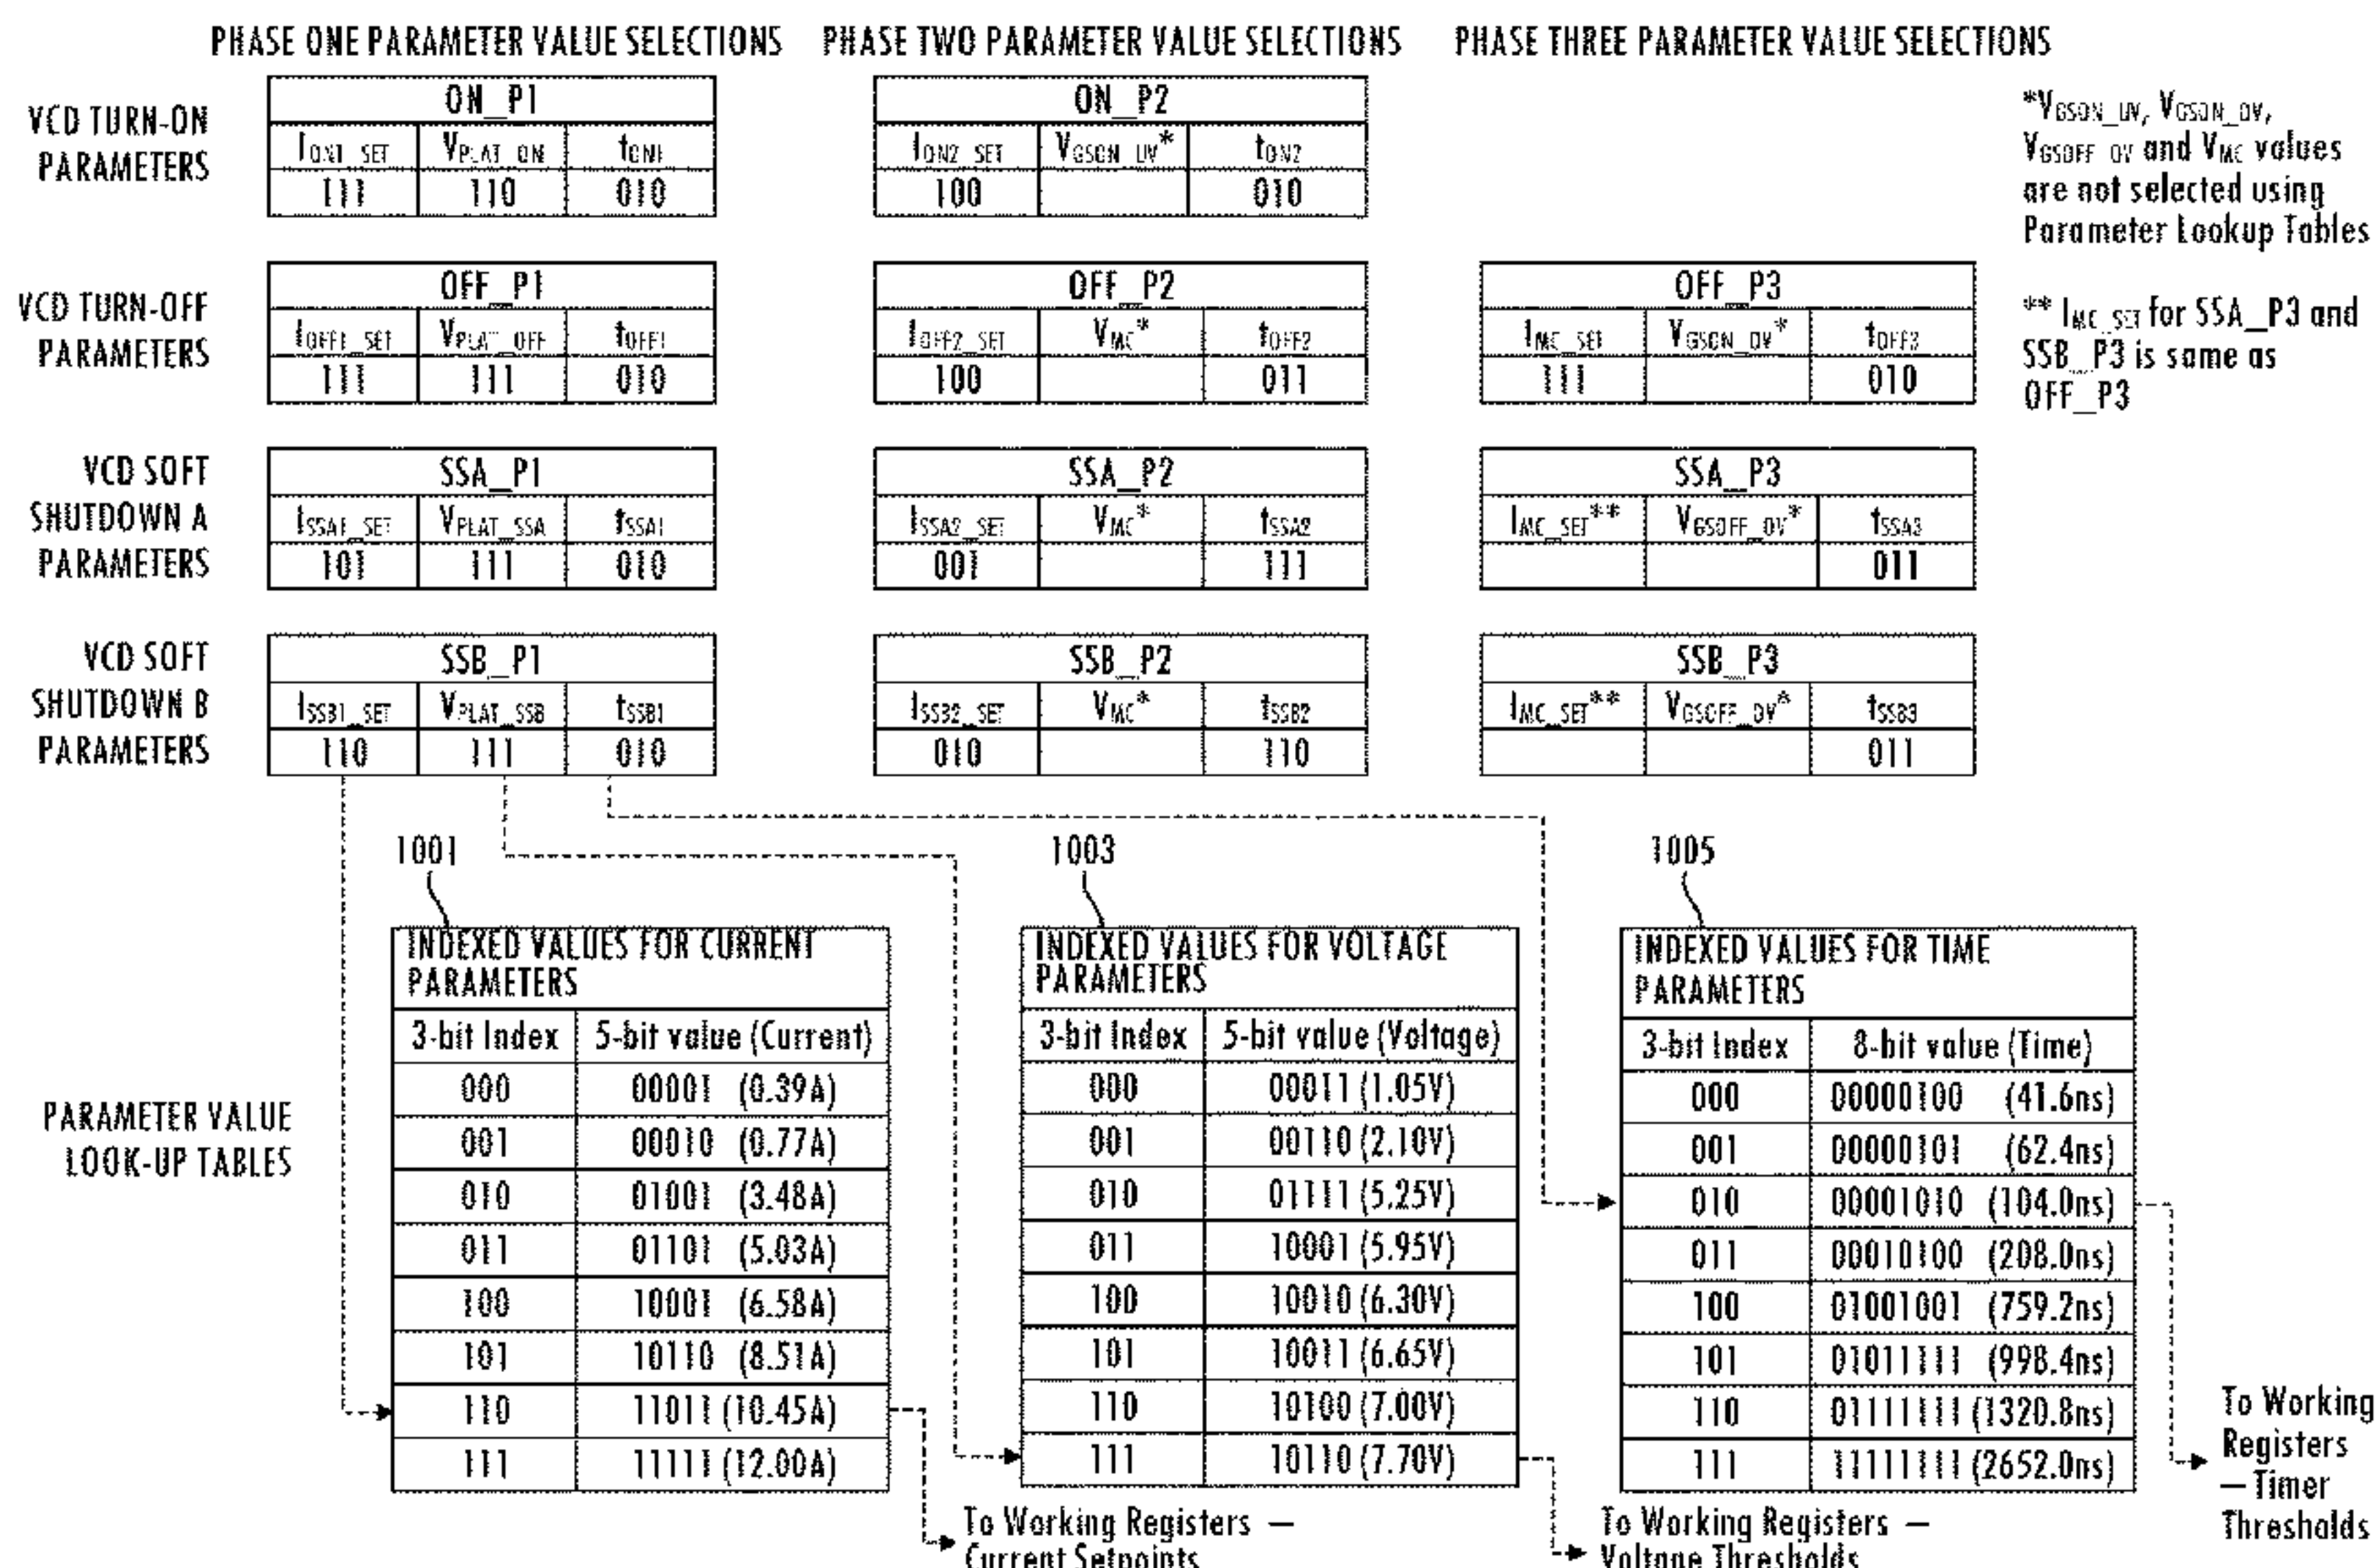 PHASE ONE PARAMETER VALUE SELECTIONS PHASE TWO PARAMETER VALUE SELECTIONS PHASE THREE PARAMETER VALUE SELECTIONS
VCD TURN-ON
PARAMETERS
ON_P1
ION1_SET VPLAT_ON tON1
111 110 010
ON_P2
ION2_SET VGSON_UV* tON2
100 010
*VGSON_UV, VGSON_OV,
VGSOFF_OV and VMC values
are not selected using
Parameter Lookup Tables
VCD TURN-OFF
PARAMETERS
OFF_P1
IOFF1_SET VPLAT_OFF tOFF1
111 111 010
OFF_P2
IOFF2_SET VMC* tOFF2
100 011
OFF_P3
IMC_SET VGSON_OV* tOFF3
111 010
** IMC_SET for SSA_P3 and
SSB_P3 is same as
OFF_P3
VCD SOFT
SHUTDOWN A
PARAMETERS
SSA_P1
ISSA1_SET VPLAT_SSA tSSA1
101 111 010
SSA_P2
ISSA2_SET VMC* tSSA2
001 111
SSA_P3
IMC_SET** VGSOFF_OV* tSSA3
011
VCD SOFT
SHUTDOWN B
PARAMETERS
SSB_P1
ISSB1_SET VPLAT_SSB tSSB1
110 111 010
SSB_P2
ISSB2_SET VMC* tSSB2
010 110
SSB_P3
IMC_SET** VGSOFF_OV* tSSB3
011
PARAMETER VALUE
LOOK-UP TABLES
1001
INDEXED VALUES FOR CURRENT
PARAMETERS
3-bit Index 5-bit value (Current)
000 00001 (0.39A)
001 00010 (0.77A)
010 01001 (3.48A)
011 01101 (5.03A)
100 10001 (6.58A)
101 10110 (8.51A)
110 11011 (10.45A)
111 11111 (12.00A)
To Working Registers —
Current Setpoints
1003
INDEXED VALUES FOR VOLTAGE
PARAMETERS
3-bit Index 5-bit value (Voltage)
000 00011 (1.05V)
001 00110 (2.10V)
010 01111 (5.25V)
011 10001 (5.95V)
100 10010 (6.30V)
101 10011 (6.65V)
110 10100 (7.00V)
111 10110 (7.70V)
To Working Registers —
Voltage Thresholds
1005
INDEXED VALUES FOR TIME
PARAMETERS
3-bit Index 8-bit value (Time)
000 00000100 (41.6ns)
001 00000101 (62.4ns)
010 00001010 (104.0ns)
011 00010100 (208.0ns)
100 01001001 (759.2ns)
101 01011111 (998.4ns)
110 01111111 (1320.8ns)
111 11111111 (2652.0ns)
To Working
Registers
— Timer
Thresholds